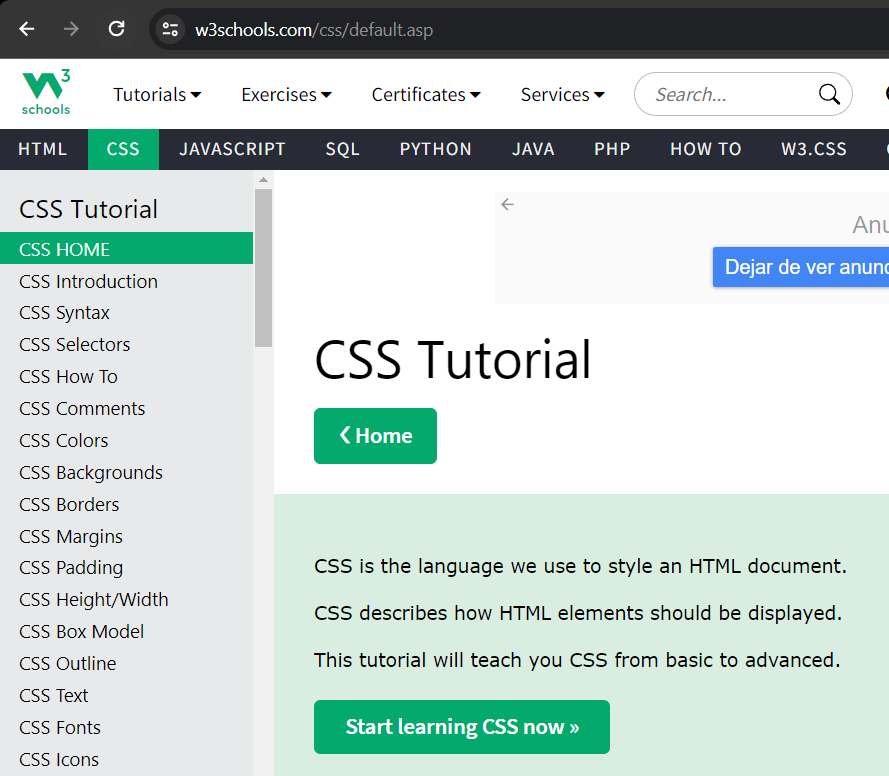 w3schools.com/css/default.asp
W3 schools
Tutorials Exercises Certificates Services Search...
HTML CSS JAVASCRIPT SQL PYTHON JAVA PHP HOW TO W3.CSS
CSS Tutorial
CSS HOME
CSS Introduction
CSS Syntax
CSS Selectors
CSS How To
CSS Comments
CSS Colors
CSS Backgrounds
CSS Borders
CSS Margins
CSS Padding
CSS Height/Width
CSS Box Model
CSS Outline
CSS Text
CSS Fonts
CSS Icons
Dejar de ver
CSS Tutorial
❮ Home
CSS is the language we use to style an HTML document.
CSS describes how HTML elements should be displayed.
This tutorial will teach you CSS from basic to advanced.
Start learning CSS now »